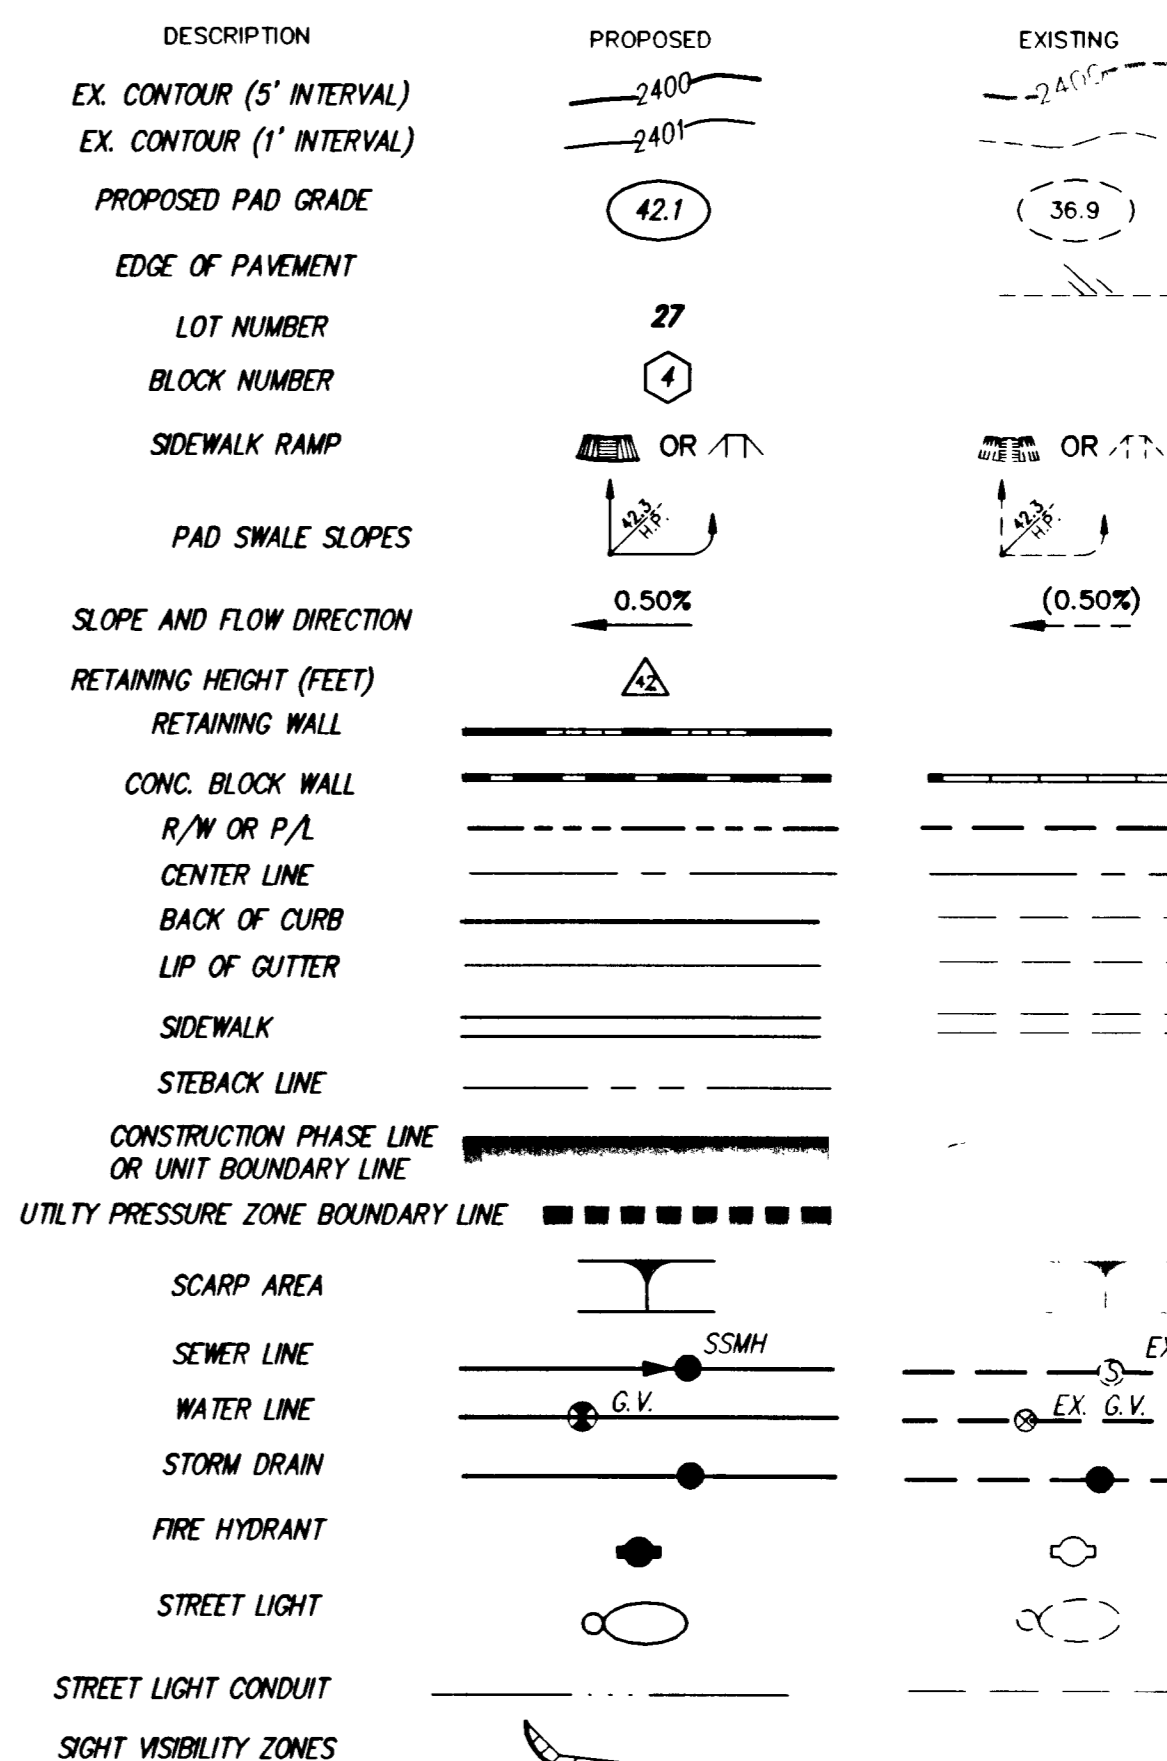 DESCRIPTION PROPOSED EXISTING
EX. CONTOUR (5' INTERVAL) 2400 2400
EX. CONTOUR (1' INTERVAL) 2401
PROPOSED PAD GRADE 42.1 36.9
EDGE OF PAVEMENT
LOT NUMBER 27
BLOCK NUMBER 4
SIDEWALK RAMP OR OR
PAD SWALE SLOPES 42.3 H.P. 42.3 H.P.
SLOPE AND FLOW DIRECTION 0.50% (0.50%)
RETAINING HEIGHT (FEET) 42
RETAINING WALL
CONC. BLOCK WALL
R/W OR P/L
CENTER LINE
BACK OF CURB
LIP OF GUTTER
SIDEWALK
STEBACK LINE
CONSTRUCTION PHASE LINE
OR UNIT BOUNDARY LINE
UTILTY PRESSURE ZONE BOUNDARY LINE
SCARP AREA
SEWER LINE SSMH S
WATER LINE G.V. EX. G.V.
STORM DRAIN
FIRE HYDRANT
STREET LIGHT
STREET LIGHT CONDUIT
SIGHT VISIBILITY ZONES